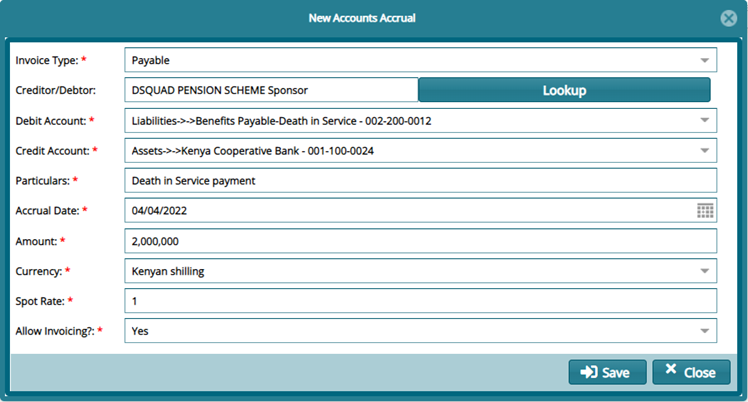 New Accounts Accrual
Invoice Type: * Payable
Creditor/Debtor: DSQUAD PENSION SCHEME Sponsor Lookup
Debit Account: * Liabilities->->Benefits Payable-Death in Service - 002-200-0012
Credit Account: * Assets->->Kenya Cooperative Bank - 001-100-0024
Particulars: * Death in Service payment
Accrual Date: * 04/04/2022
Amount: * 2,000,000
Currency: * Kenyan shilling
Spot Rate: * 1
Allow Invoicing?: * Yes
Save Close